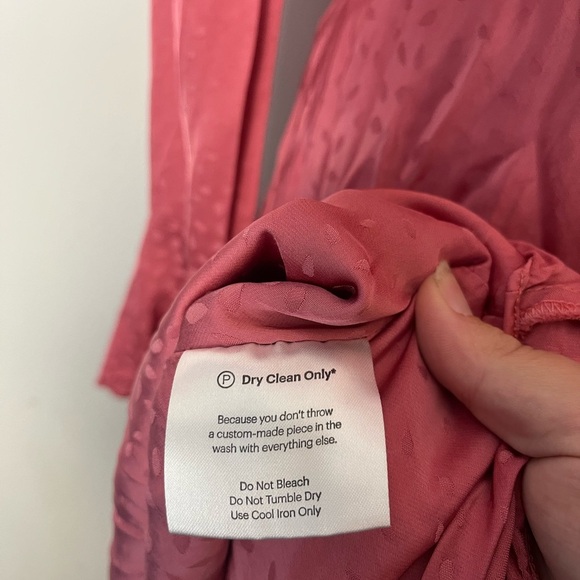 P Dry Clean Only*
Because you don't throw
a custom-made piece in the
wash with everything else.
Do Not Bleach
Do Not Tumble Dry
Use Cool Iron Only